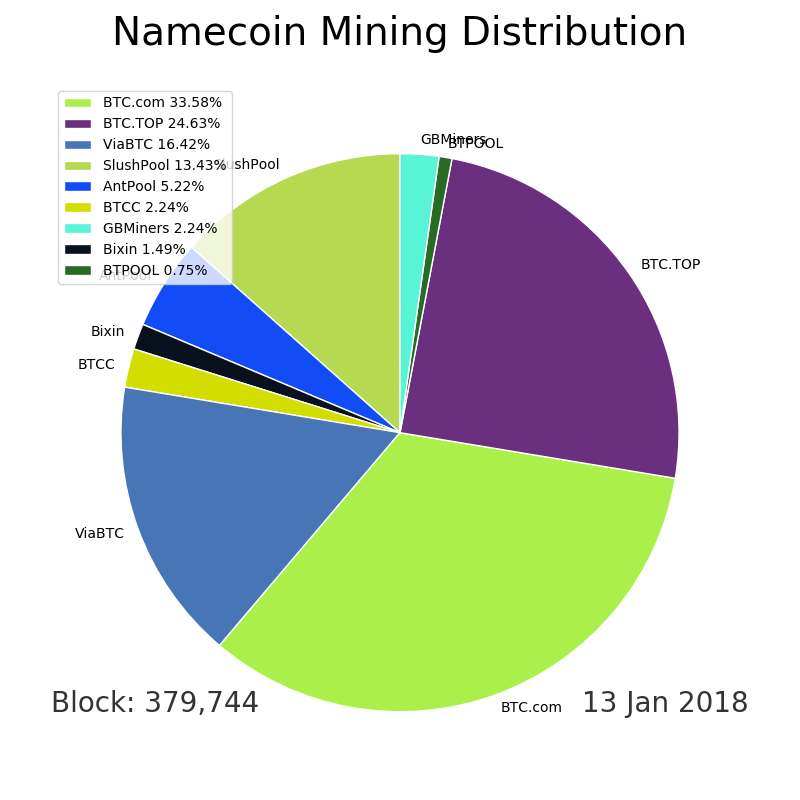 Namecoin Mining Distribution
BTC.com 33.58%
BTC.TOP 24.63%
ViaBTC 16.42%
SlushPool 13.43%
AntPool 5.22%
BTCC 2.24%
GBMiners 2.24%
Bixin 1.49%
BTPOOL 0.75%
GBMiners
BTPOOL
SlushPool
BTC.TOP
AntPool
Bixin
BTCC
ViaBTC
BTC.com
Block: 379,744
13 Jan 2018